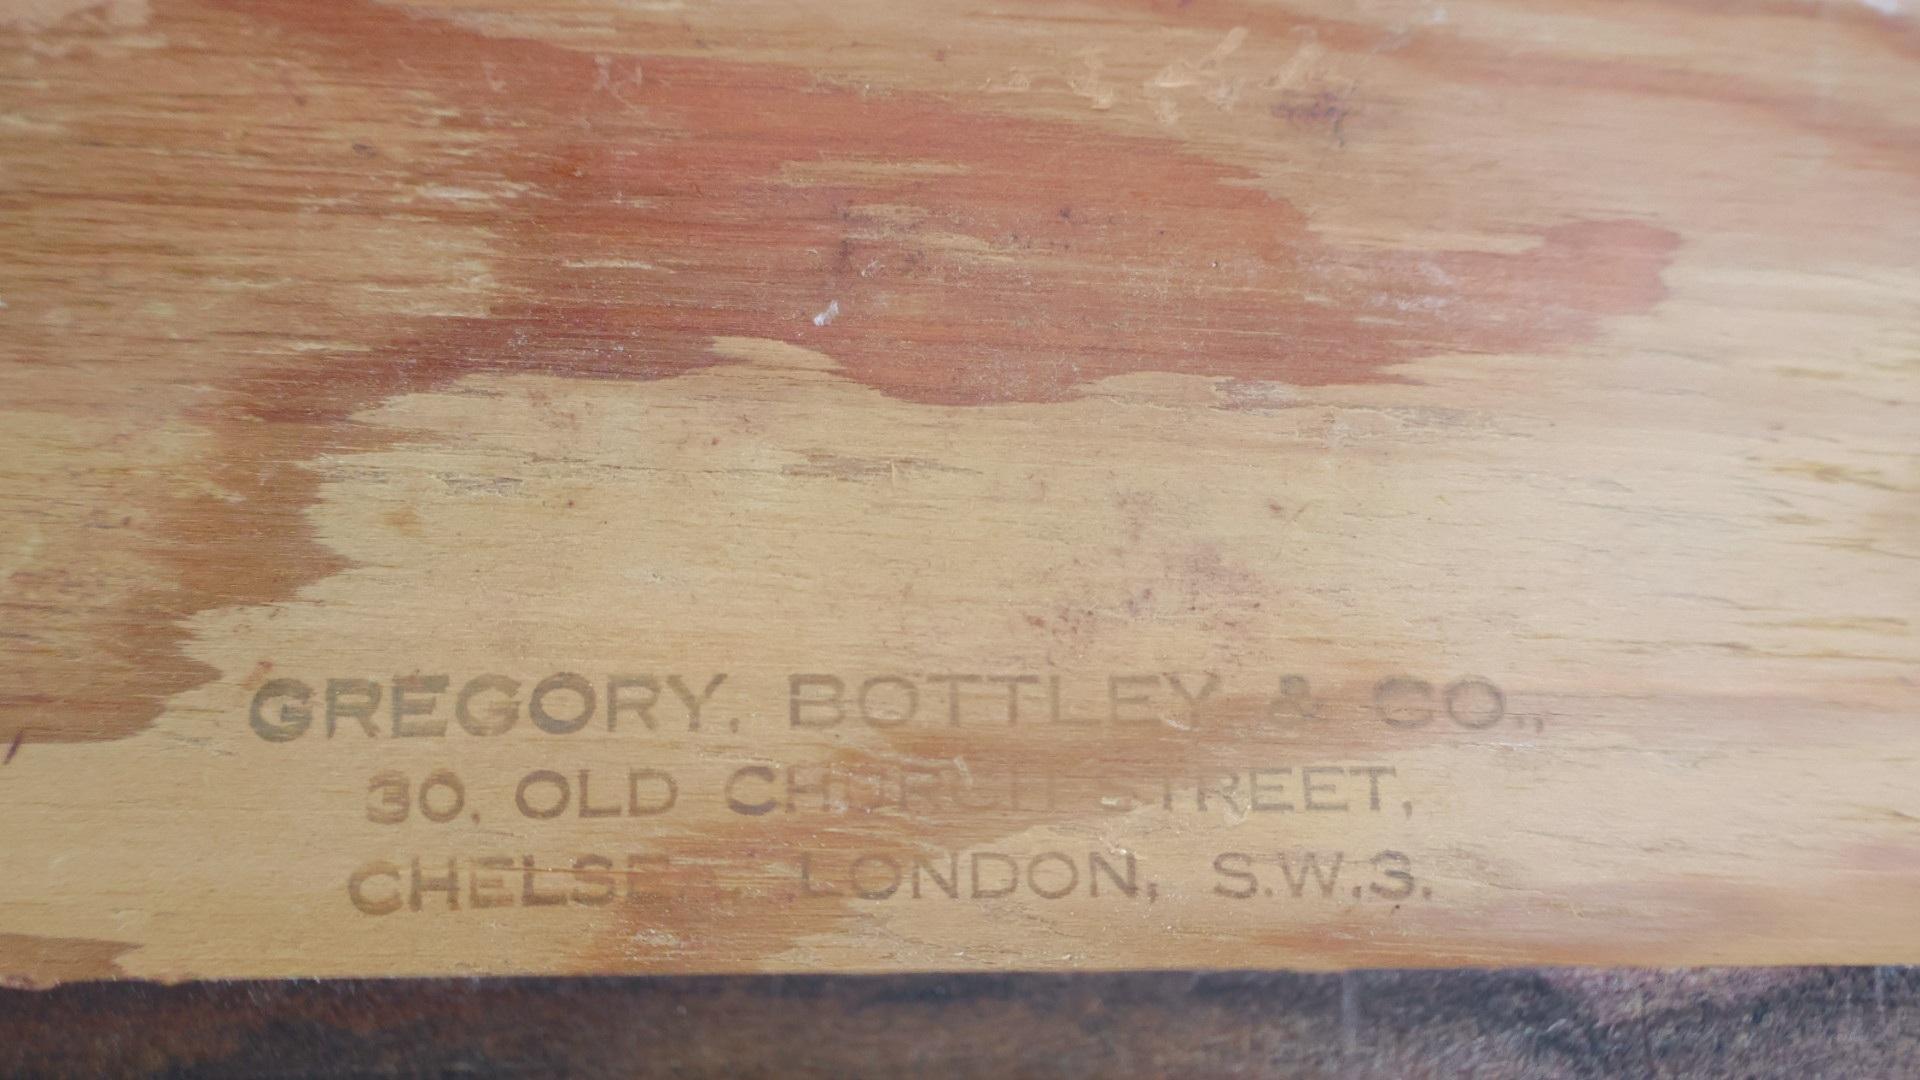 GREGORY, BOTTLEY & CO.,
30, OLD CHURCH STREET,
CHELSEA, LONDON, S.W.3.